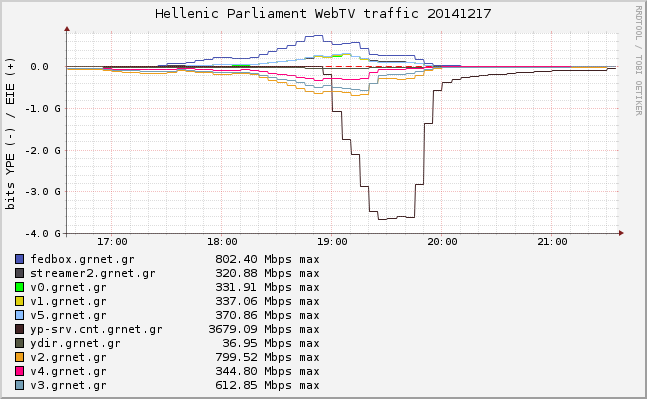 Hellenic Parliament WebTV traffic 20141217
RRDTOOL / TOBI OETIKER
bits YPE (-) / EIE (+)
0.0
-1.0 G
-2.0 G
-3.0 G
-4.0 G
17:00 18:00 19:00 20:00 21:00
fedbox.grnet.gr 802.40 Mbps max
streamer2.grnet.gr 320.88 Mbps max
v0.grnet.gr 331.91 Mbps max
v1.grnet.gr 337.06 Mbps max
v5.grnet.gr 370.86 Mbps max
yp-srv.cnt.grnet.gr 3679.09 Mbps max
ydir.grnet.gr 36.95 Mbps max
v2.grnet.gr 799.52 Mbps max
v4.grnet.gr 344.80 Mbps max
v3.grnet.gr 612.85 Mbps max